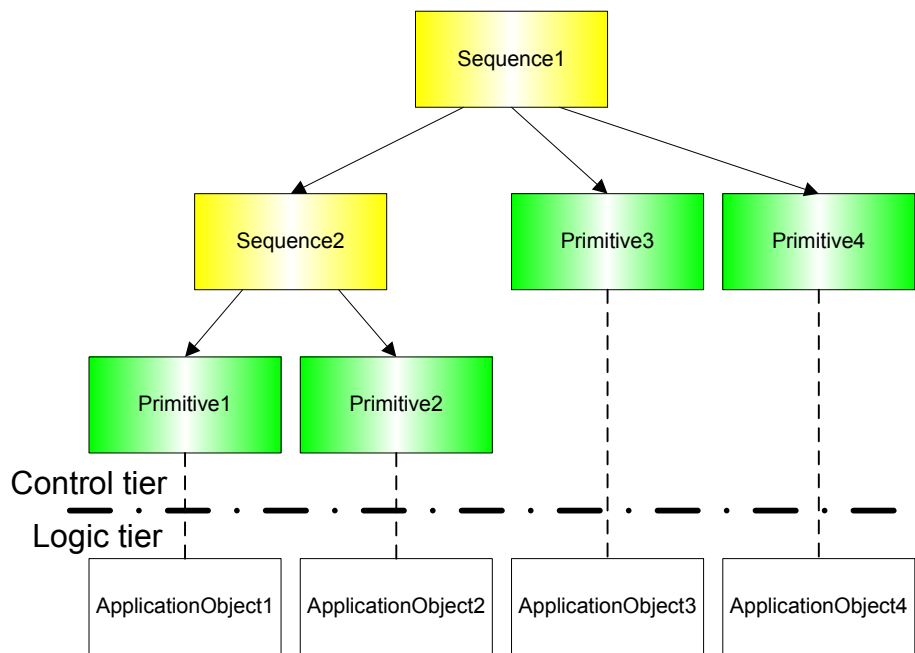 Sequence1
Sequence2
Primitive3
Primitive4
Primitive1
Primitive2
Control tier
Logic tier
ApplicationObject1
ApplicationObject2
ApplicationObject3
ApplicationObject4